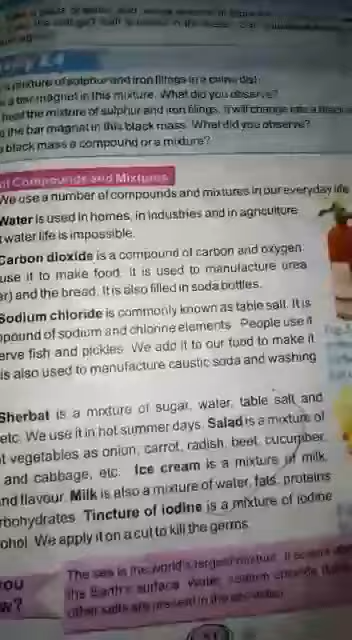 a mixture of sulphur and iron filings in a china dish
a bar magnet in this mixture. What did you observe?
heat the mixture of sulphur and iron filings. It will change into a black
the bar magnet in this black mass. What did you observe?
black mass a compound or a mixture?
of Compounds and Mixtures
We use a number of compounds and mixtures in our everyday life
Water is used in homes, in industries and in agriculture
water life is impossible.
Carbon dioxide is a compound of carbon and oxygen.
use it to make food. It is used to manufacture urea
er) and the bread. It is also filled in soda bottles.
Sodium chloride is commonly known as table salt. It is
pound of sodium and chlorine elements. People use it
erve fish and pickles. We add it to our food to make it
is also used to manufacture caustic soda and washing
Sherbat is a mixture of sugar, water, table salt and
etc. We use it in hot summer days. Salad is a mixture of
t vegetables as onion, carrot, radish, beet, cucumber,
and cabbage, etc. Ice cream is a mixture of milk,
nd flavour. Milk is also a mixture of water, fats, proteins
rbohydrates. Tincture of iodine is a mixture of iodine
ohol. We apply it on a cut to kill the germs.
ou
w?
The sea is the world's largest mixture. It
the Earth's surface. Water, sodium chloride
other salts are present in the sea water.